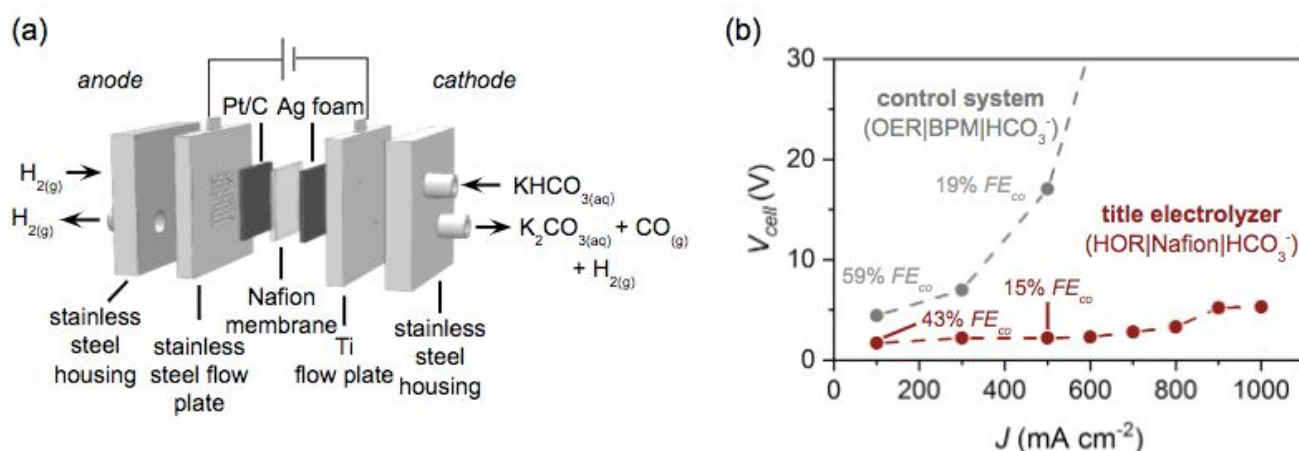 (a)
anode
cathode
Pt/C
Ag foam
H2(g)
H2(g)
KHCO3(aq)
K2CO3(aq) + CO(g)
+ H2(g)
stainless
steel
housing
stainless
steel flow
plate
Nafion
membrane
Ti
flow plate
stainless
steel
housing
(b)
30
20
10
0
Vcell (V)
control system
(OER|BPM|HCO3-)
19% FEco
59% FEco
title electrolyzer
(HOR|Nafion|HCO3-)
15% FEco
43% FEco
0
200
400
600
800
1000
J (mA cm-2)